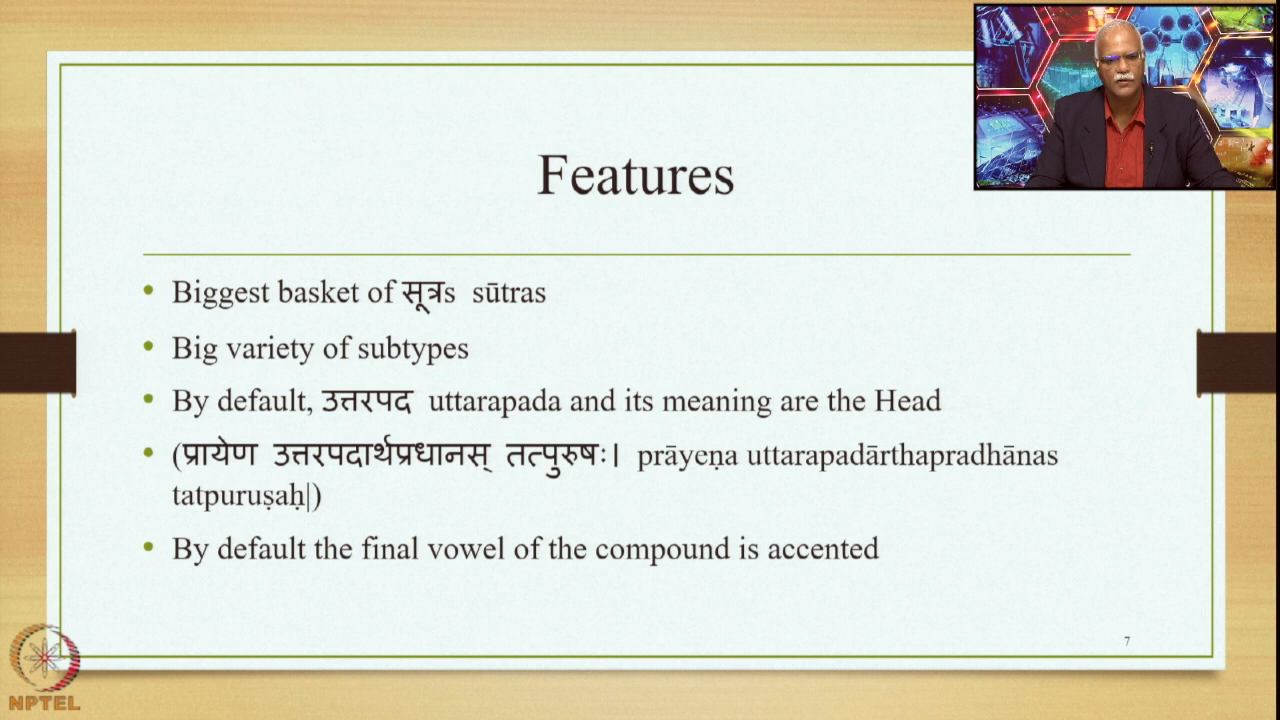 Features
Biggest basket of सूत्रs sūtras
Big variety of subtypes
By default, उत्तरपद uttarapada and its meaning are the Head
(प्रायेण उत्तरपदार्थप्रधानस् तत्पुरुषः। prāyeṇa uttarapadārthapradhānas
tatpuruṣaḥ|)
By default the final vowel of the compound is accented
7
NPTEL